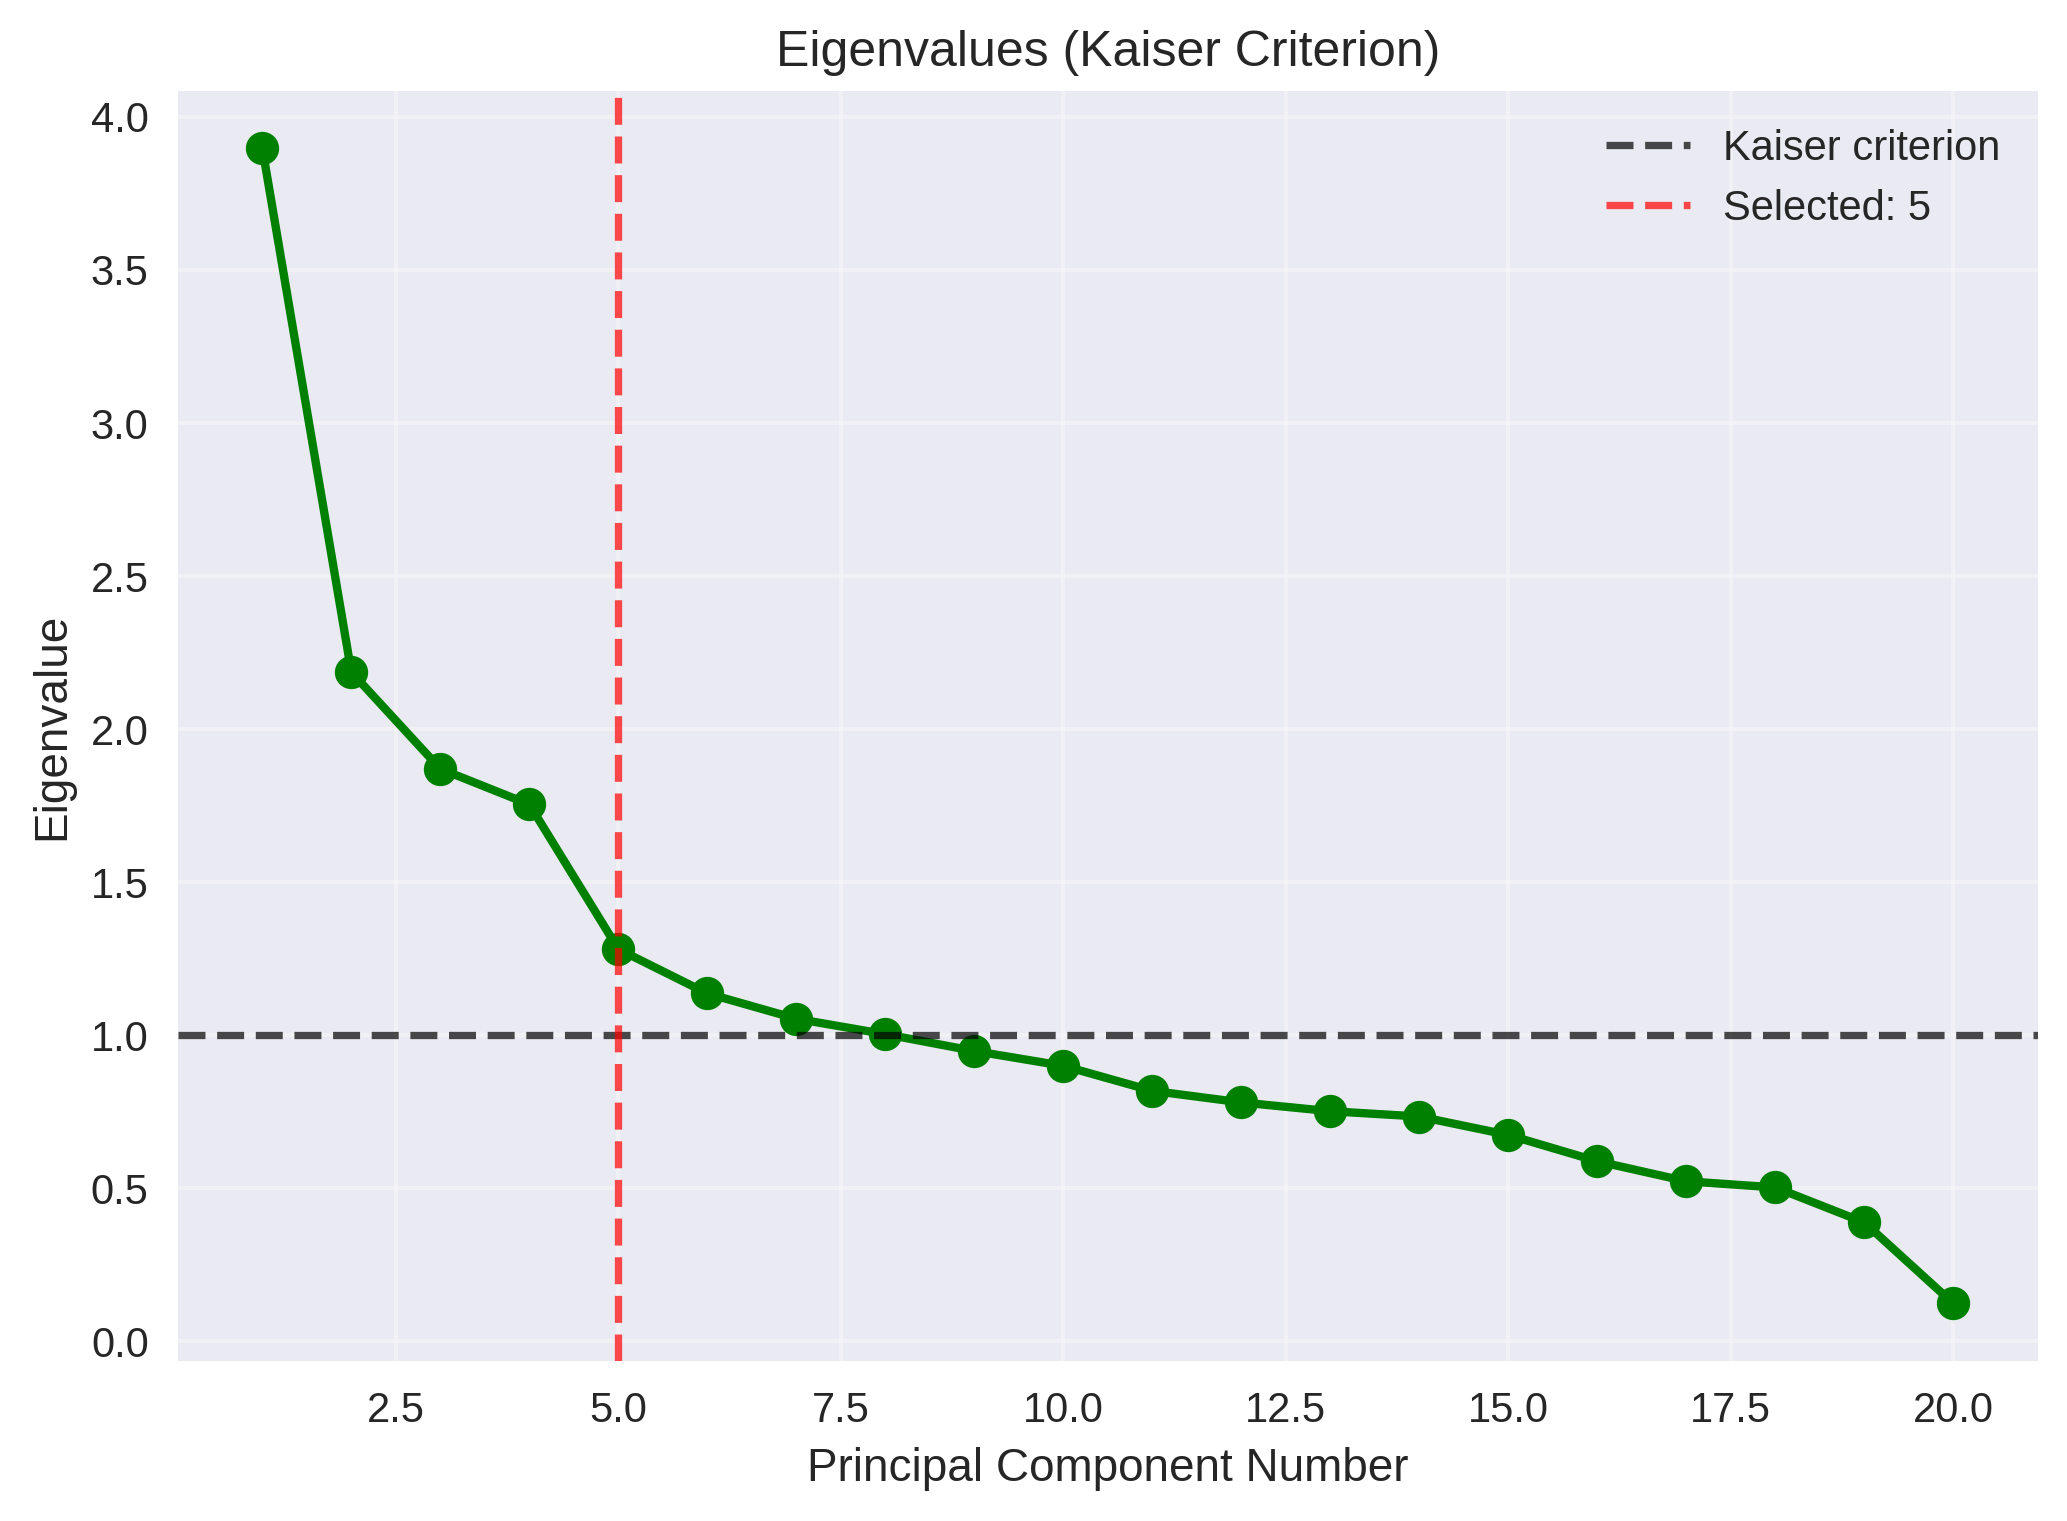 Eigenvalues (Kaiser Criterion)
Kaiser criterion
Selected: 5
Eigenvalue
4.0
3.5
3.0
2.5
2.0
1.5
1.0
0.5
0.0
2.5 5.0 7.5 10.0 12.5 15.0 17.5 20.0
Principal Component Number